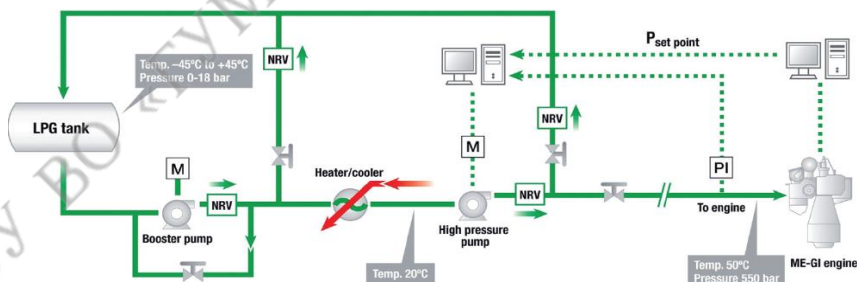 P set point
NRV
Temp. –45°C to +45°C
Pressure 0-18 bar
LPG tank
NRV
M
PI
M
Heater/cooler
NRV
NRV
To engine
Booster pump
High pressure
pump
ME-GI engine
Temp. 20°C
Temp. 50°C
Pressure 550 bar